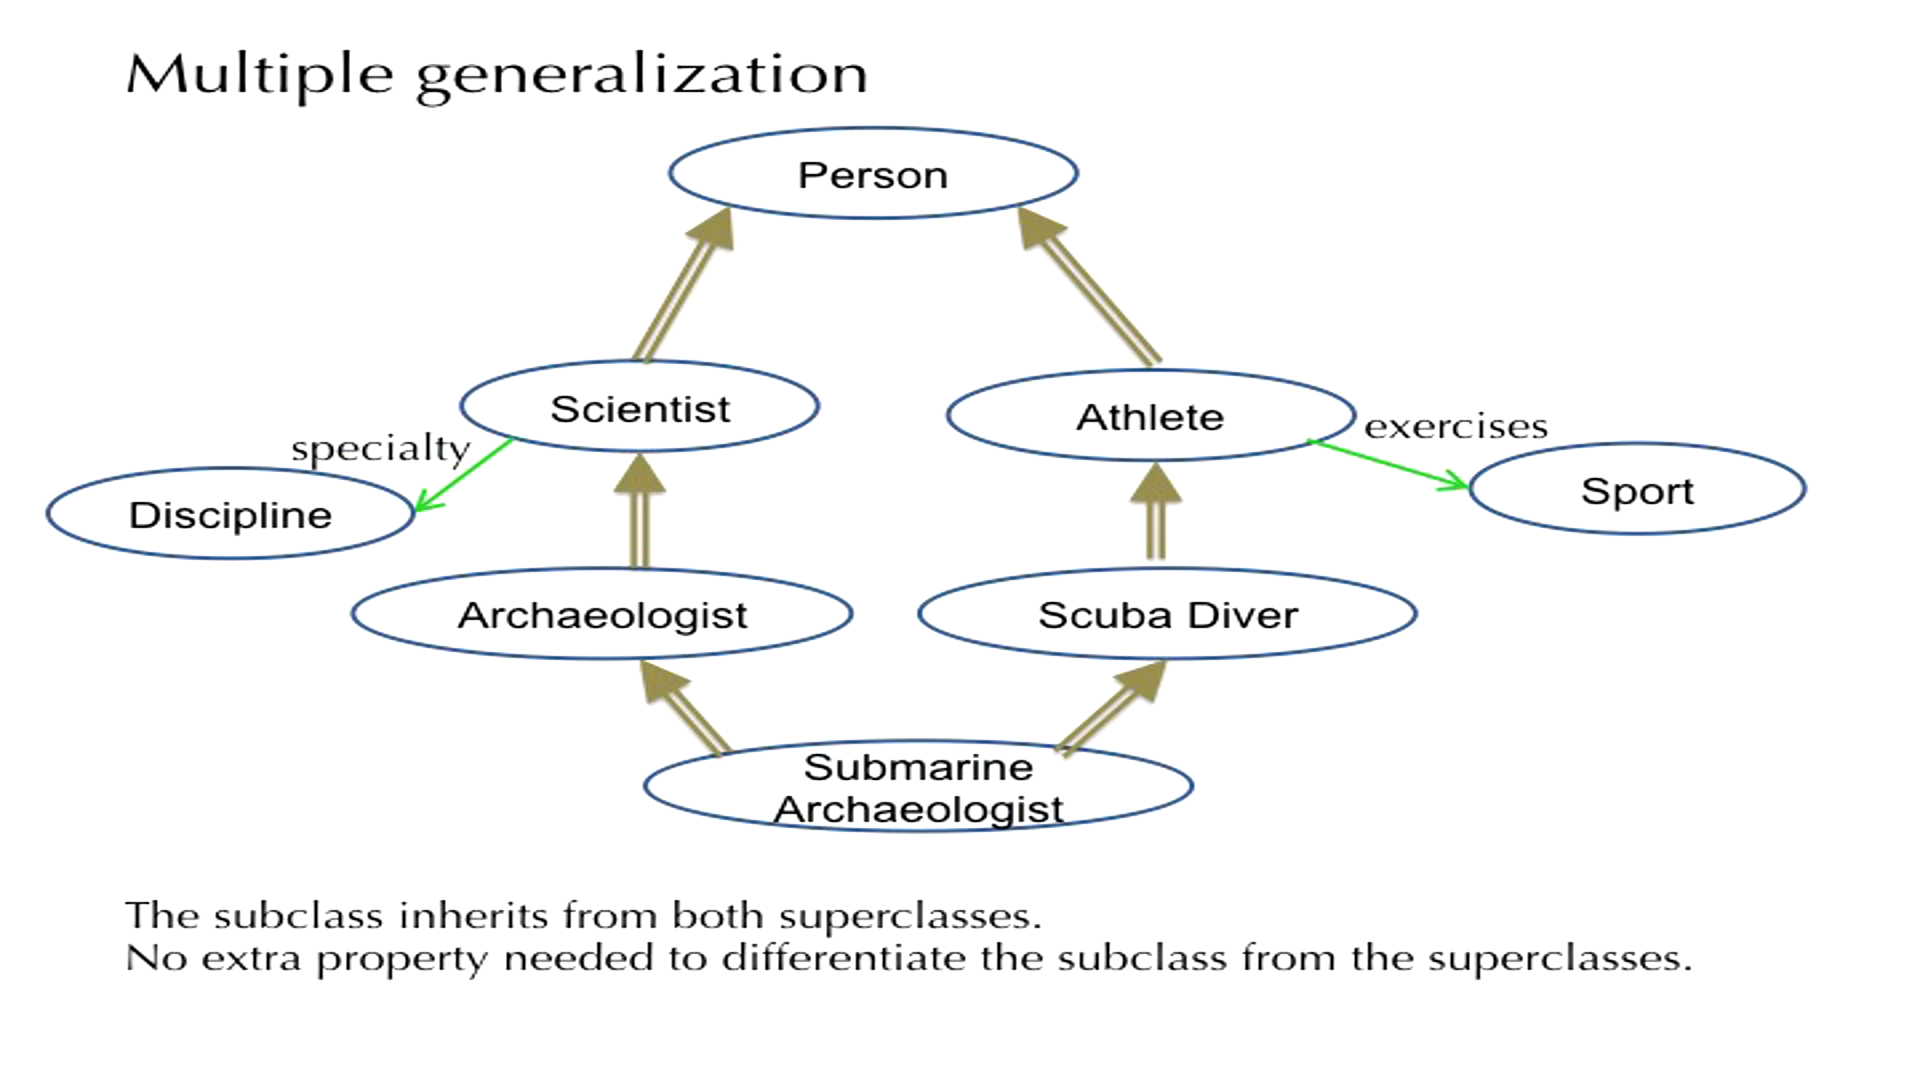 Multiple generalization
Person
Scientist
Athlete
specialty
exercises
Discipline
Sport
Archaeologist
Scuba Diver
Submarine
Archaeologist
The subclass inherits from both superclasses.
No extra property needed to differentiate the subclass from the superclasses.